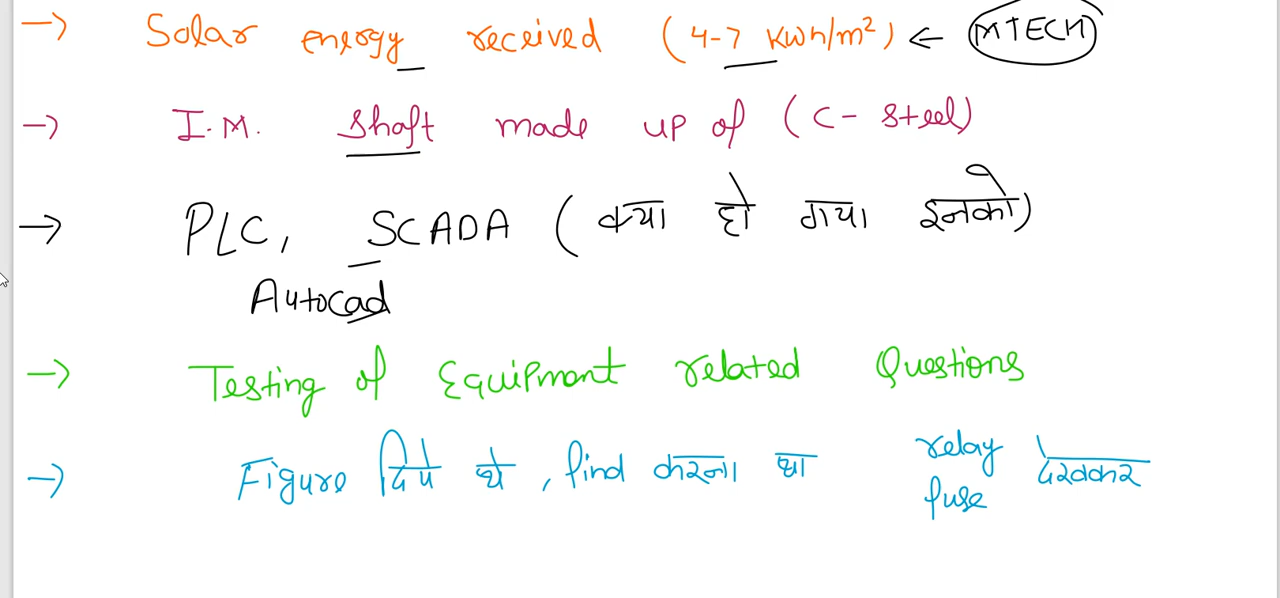 → Solar energy received (4-7 Kwh/m²) ← MTECH
→ I.M. Shaft made up of (C- Steel)
→ PLC, SCADA (क्या हो गया इनको)
Autocad
→ Testing of Equipment related Questions
→ Figure दिये थे, find करना था relay fuse देखकर